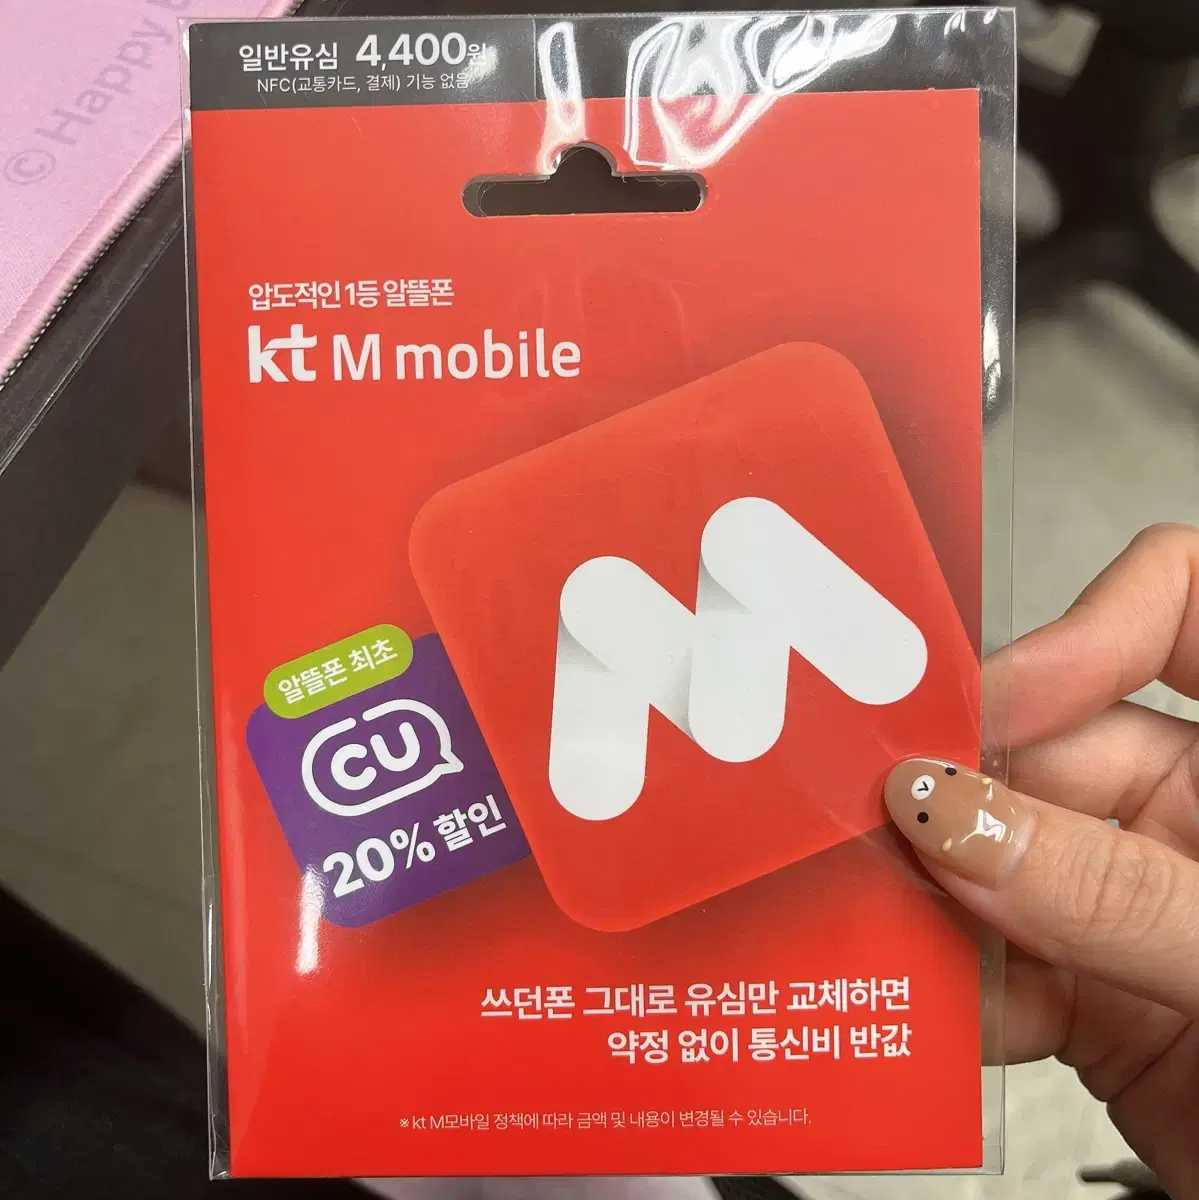 일반유심 4,400원
NFC(교통카드, 결제) 기능 없음
© Happy
압도적인 1등 알뜰폰
kt M mobile
알뜰폰 최초
CU
20% 할인
쓰던폰 그대로 유심만 교체하면
약정 없이 통신비 반값
※ kt M모바일 정책에 따라 금액 및 내용이 변경될 수 있습니다.